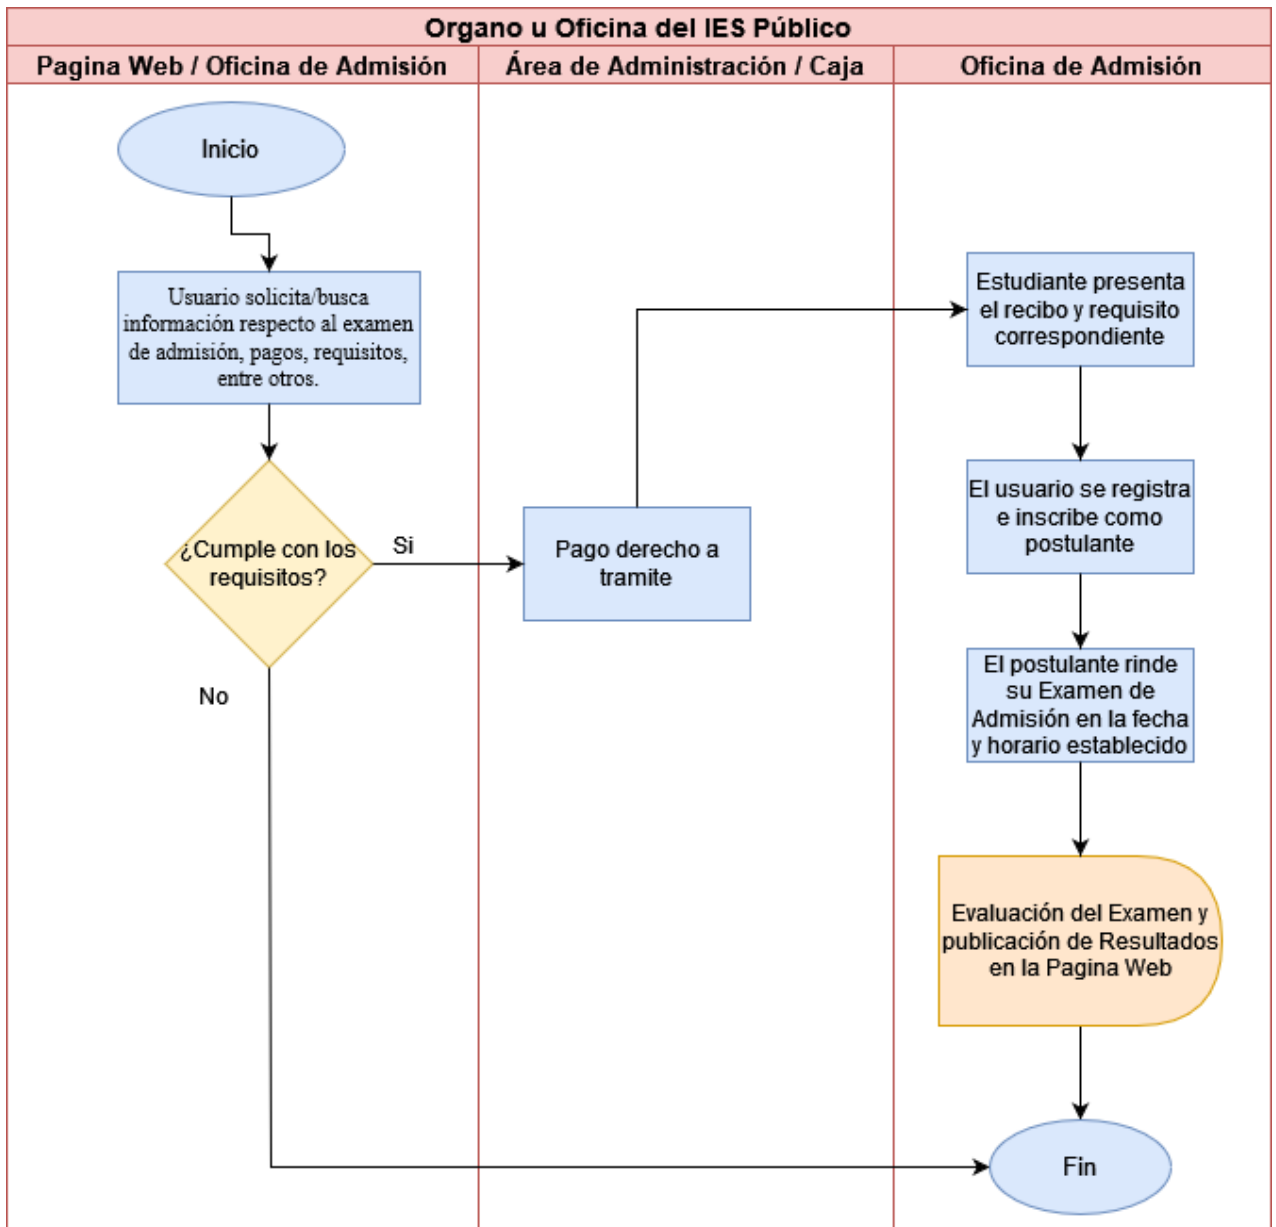 Organo u Oficina del IES Público
Pagina Web / Oficina de Admisión
Área de Administración / Caja
Oficina de Admisión
Inicio
Usuario solicita/busca
información respecto al examen
de admisión, pagos, requisitos,
entre otros.
¿Cumple con los
requisitos?
Si
No
Pago derecho a
tramite
Estudiante presenta
el recibo y requisito
correspondiente
El usuario se registra
e inscribe como
postulante
El postulante rinde
su Examen de
Admisión en la fecha
y horario establecido
Evaluación del Examen y
publicación de Resultados
en la Pagina Web
Fin